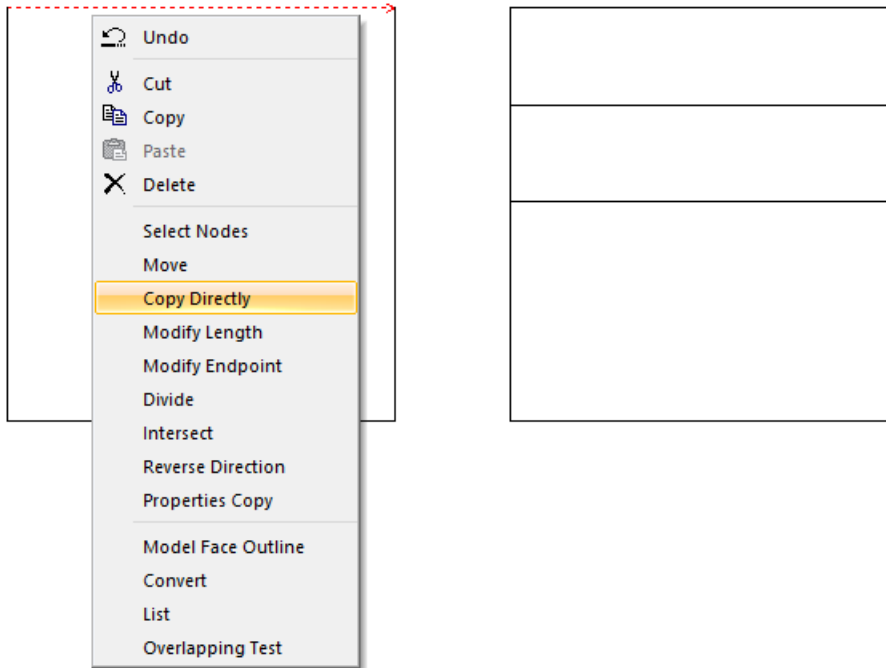 Undo
Cut
Copy
Paste
Delete
Select Nodes
Move
Copy Directly
Modify Length
Modify Endpoint
Divide
Intersect
Reverse Direction
Properties Copy
Model Face Outline
Convert
List
Overlapping Test